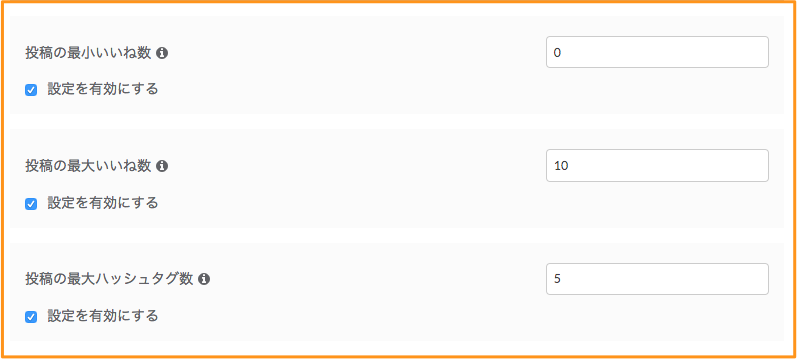 投稿の最小いいね数
0
設定を有効にする
投稿の最大いいね数
10
設定を有効にする
投稿の最大ハッシュタグ数
5
設定を有効にする